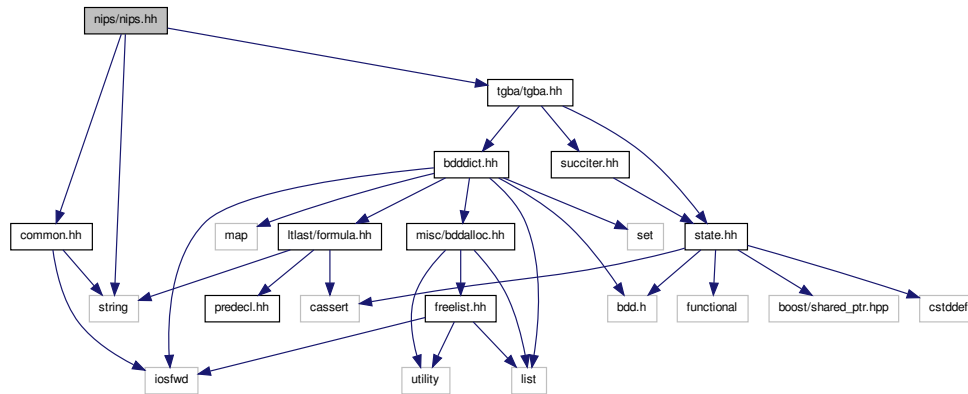 nips/nips.hh
tgba/tgba.hh
bdddict.hh
succiter.hh
common.hh
map
ltlast/formula.hh
misc/bddalloc.hh
set
state.hh
string
predecl.hh
cassert
freelist.hh
bdd.h
functional
boost/shared_ptr.hpp
cstddef
iosfwd
utility
list